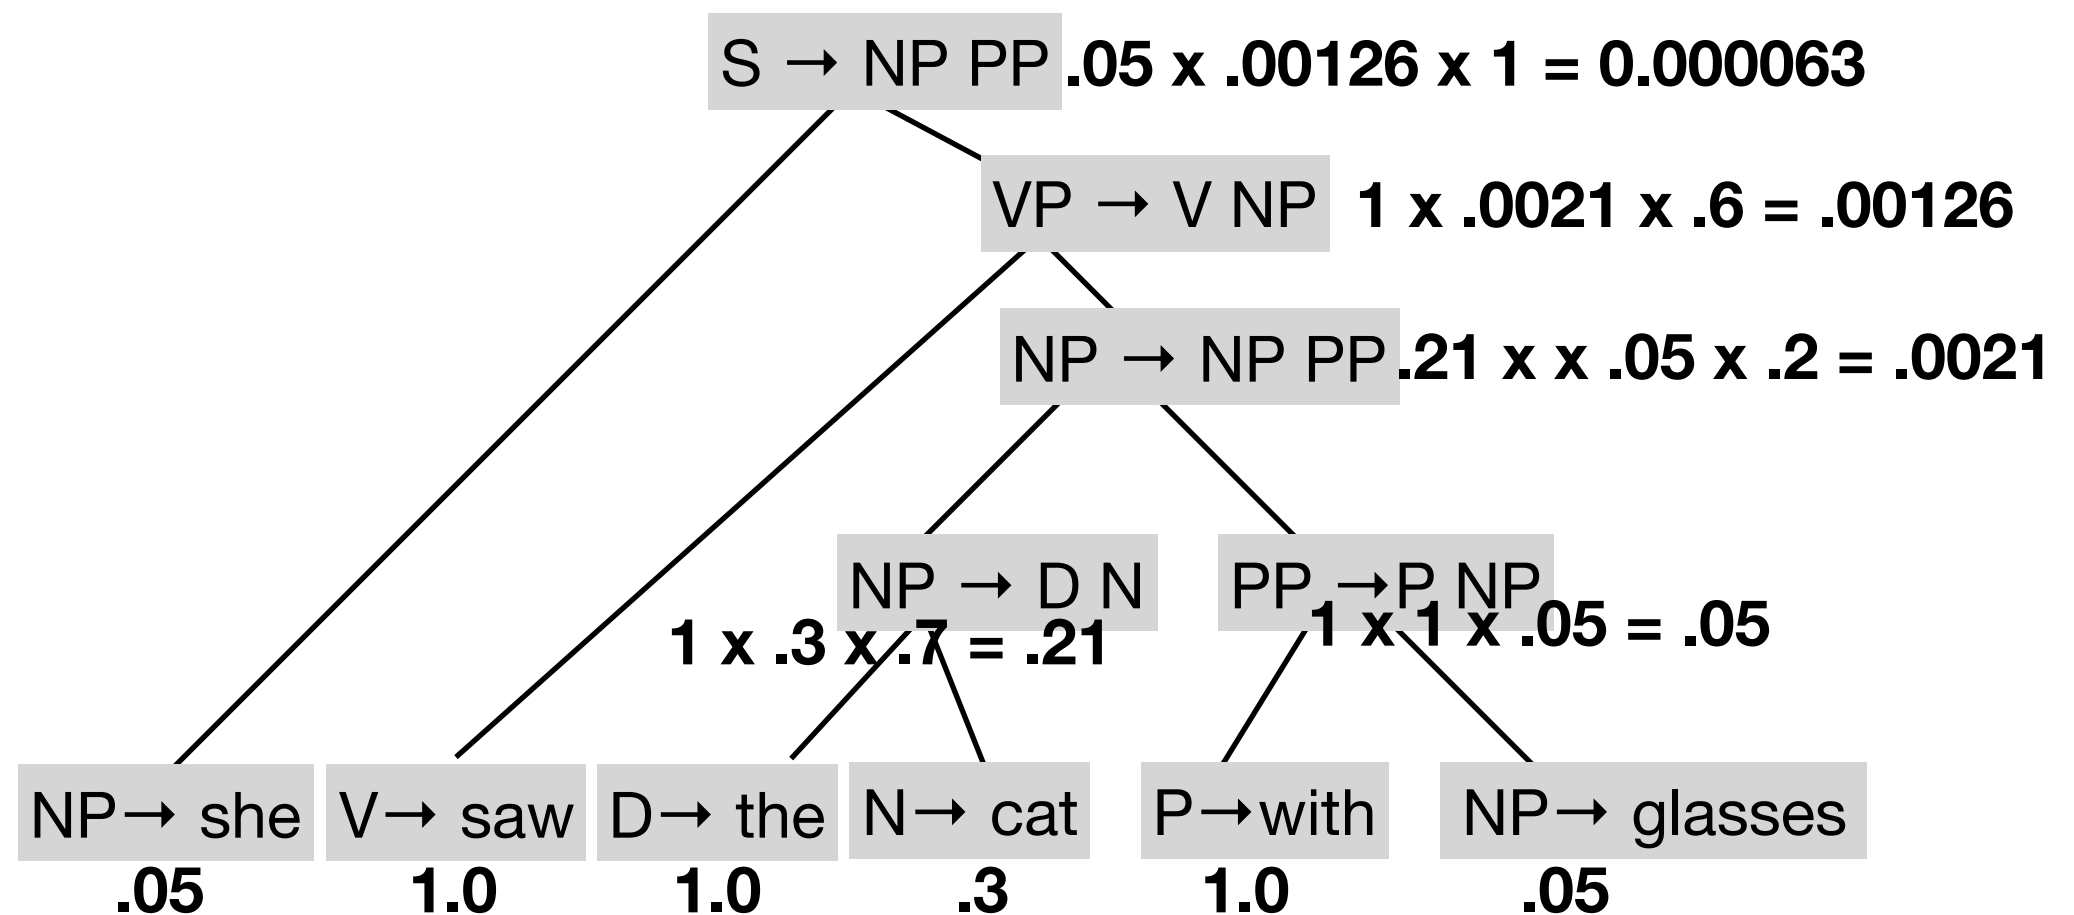 S → NP PP .05 x .00126 x 1 = 0.000063
VP → V NP 1 x .0021 x .6 = .00126
NP → NP PP .21 x x .05 x .2 = .0021
NP → D N PP →P NP
1 x .3 x .7 = .21 1 x 1 x .05 = .05
NP→ she V→ saw D→ the N→ cat P→with NP→ glasses
.05 1.0 1.0 .3 1.0 .05